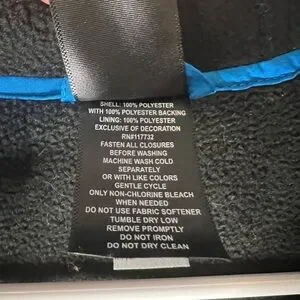 SHELL: 100% POLYESTER
WITH 100% POLYESTER BACKING
LINING: 100% POLYESTER
EXCLUSIVE OF DECORATION
RN#117732
FASTEN ALL CLOSURES
BEFORE WASHING
MACHINE WASH COLD
SEPARATELY
OR WITH LIKE COLORS
GENTLE CYCLE
ONLY NON-CHLORINE BLEACH
WHEN NEEDED
DO NOT USE FABRIC SOFTENER
TUMBLE DRY LOW
REMOVE PROMPTLY
DO NOT IRON
DO NOT DRY CLEAN